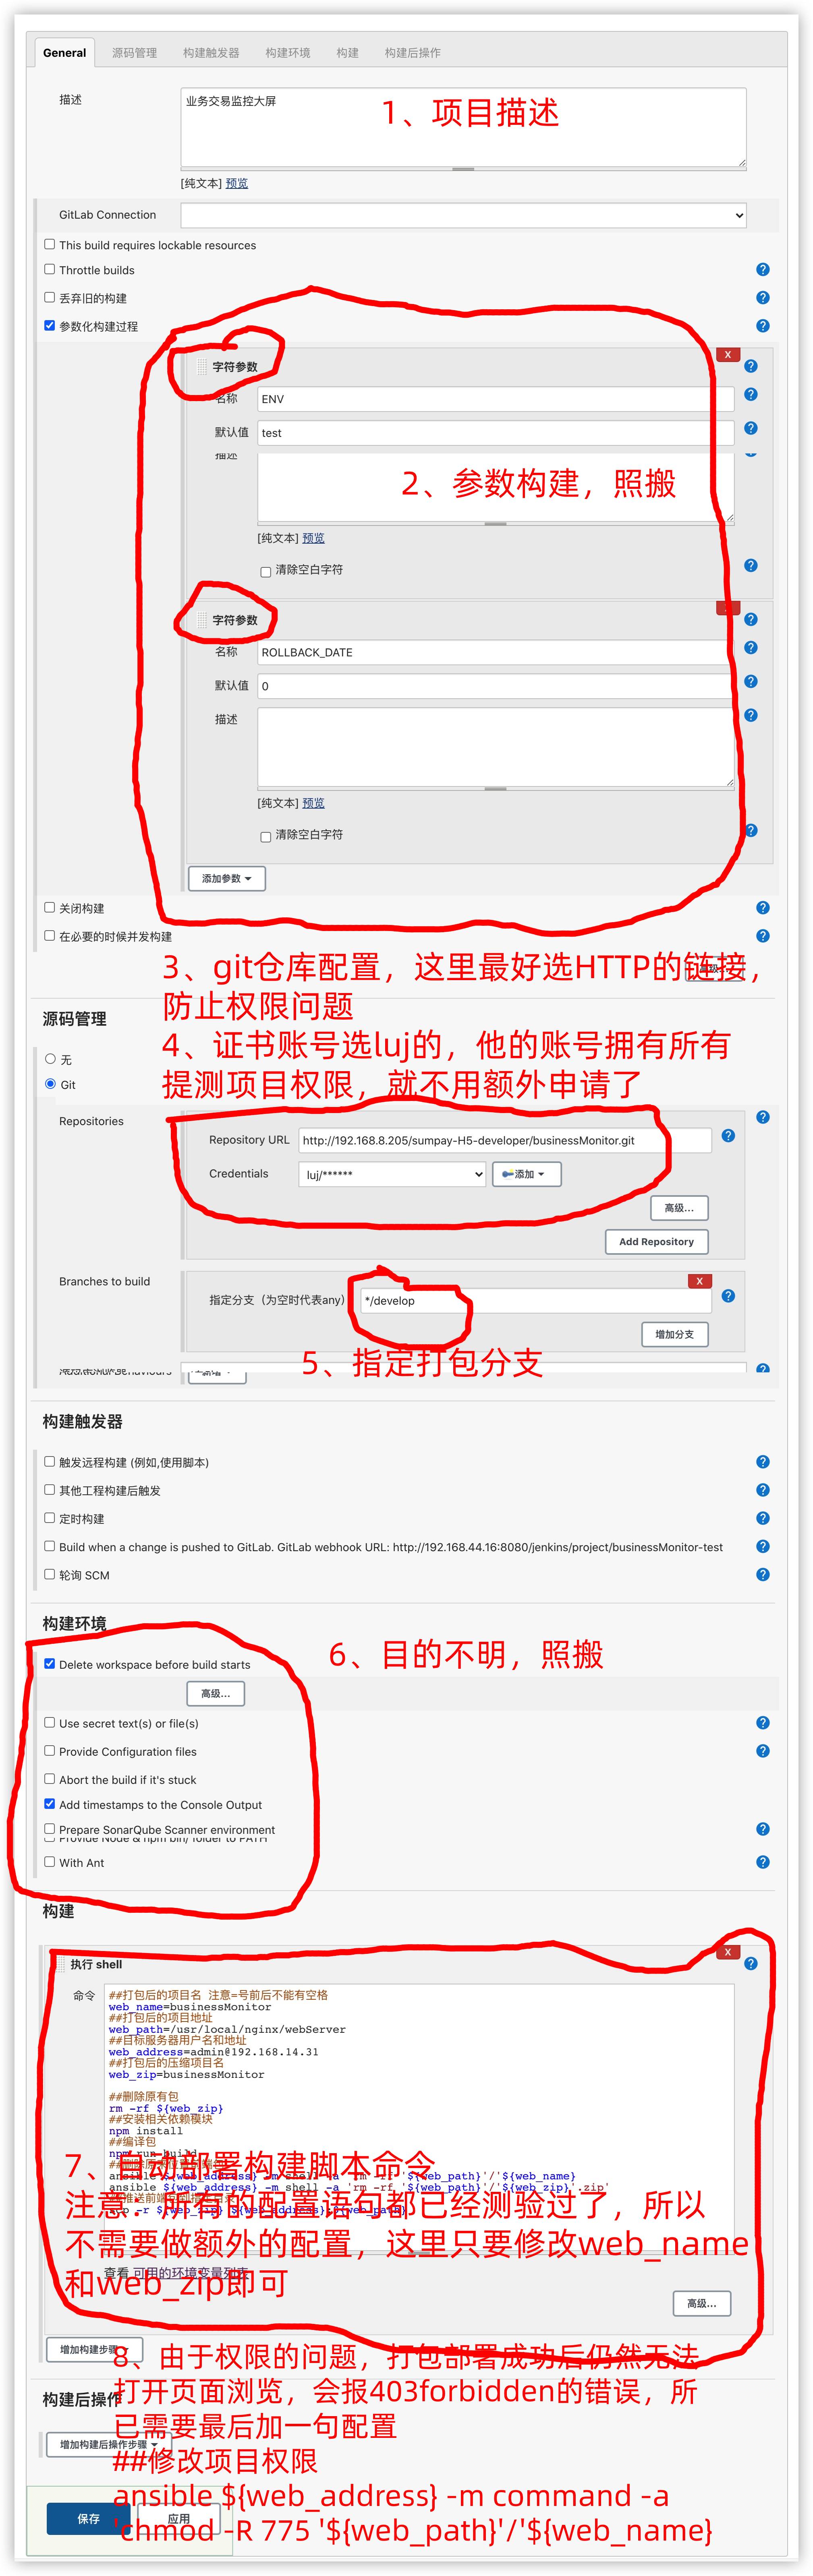 General 源码管理 构建触发器 构建环境 构建 构建后操作
描述
业务交易监控大屏
1、项目描述
[纯文本] 预览
GitLab Connection
This build requires lockable resources
Throttle builds
丢弃旧的构建
参数化构建过程
X
字符参数
名称
ENV
默认值
test
描述
2、参数构建，照搬
[纯文本] 预览
清除空白字符
字符参数
名称
ROLLBACK_DATE
默认值
0
描述
[纯文本] 预览
清除空白字符
添加参数
关闭构建
在必要的时候并发构建
3、git仓库配置，这里最好选HTTP的链接，
防止权限问题
源码管理
4、证书账号选luj的，他的账号拥有所有
提测项目权限，就不用额外申请了
无
Git
Repositories
Repository URL
http://192.168.8.205/sumpay-H5-developer/businessMonitor.git
Credentials
luj/******
添加
高级...
Add Repository
Branches to build
X
指定分支（为空时代表any）
*/develop
增加分支
5、指定打包分支
构建触发器
触发远程构建 (例如,使用脚本)
其他工程构建后触发
定时构建
Build when a change is pushed to GitLab. GitLab webhook URL: http://192.168.44.16:8080/jenkins/project/businessMonitor-test
轮询 SCM
构建环境
6、目的不明，照搬
Delete workspace before build starts
高级...
Use secret text(s) or file(s)
Provide Configuration files
Abort the build if it's stuck
Add timestamps to the Console Output
Prepare SonarQube Scanner environment
Provide Node & npm bin/ folder to PATH
With Ant
构建
X
执行 shell
命令
##打包后的项目名 注意=号前后不能有空格
web_name=businessMonitor
##打包后的项目地址
web_path=/usr/local/nginx/webServer
##目标服务器用户名和地址
web_address=admin@192.168.14.31
##打包后的压缩项目名
web_zip=businessMonitor
##删除原有包
rm -rf ${web_zip}
##安装相关依赖模块
npm install
##编译包
npm run build
ansible ${web_address} -m shell -a 'rm -rf '${web_path}'/'${web_name}
ansible ${web_address} -m shell -a 'rm -rf '${web_path}'/'${web_zip}'.zip'
7、自动部署构建脚本命令
注意：所有的配置语句都已经测验过了，所以
不需要做额外的配置，这里只要修改web_name
和web_zip即可
查看 可用的环境变量列表
高级...
增加构建步骤
8、由于权限的问题，打包部署成功后仍然无法
打开页面浏览，会报403forbidden的错误，所
已需要最后加一句配置
##修改项目权限
ansible ${web_address} -m command -a
'chmod -R 775 '${web_path}'/'${web_name}
构建后操作
增加构建后操作步骤
保存
应用